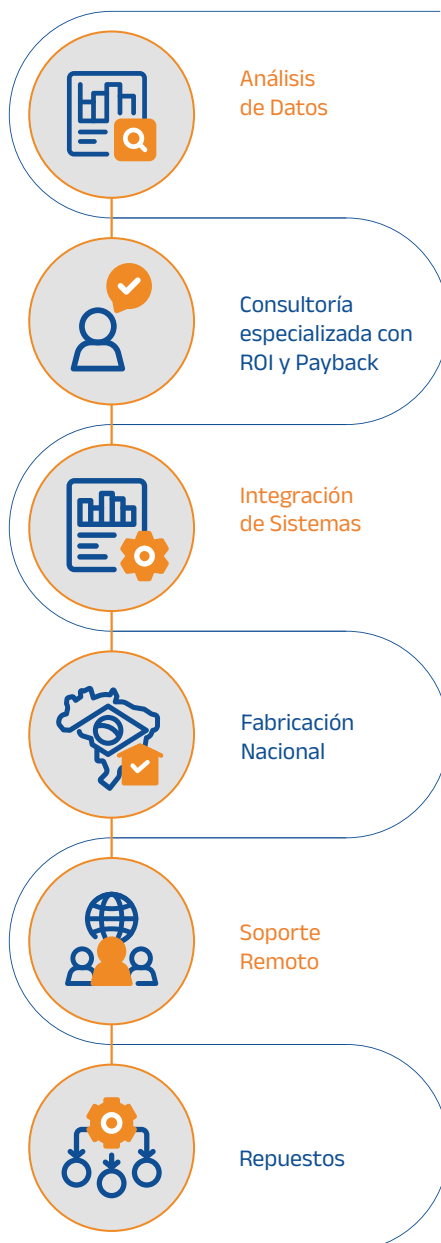 Análisis
de Datos
Consultoría
especializada con
ROI y Payback
Integración
de Sistemas
Fabricación
Nacional
Soporte
Remoto
Repuestos